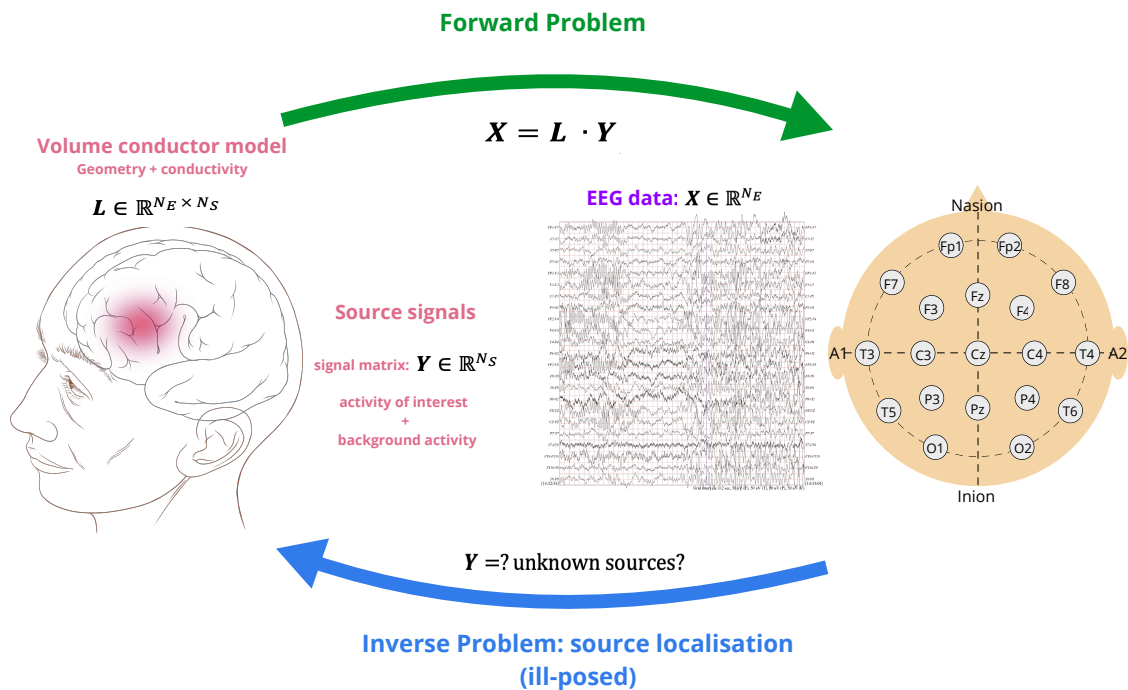 Forward Problem
X = L · Y
Volume conductor model
Geometry + conductivity
L ∈ ℝ^{N_E × N_S}
Source signals
signal matrix: Y ∈ ℝ^{N_S}
activity of interest
+
background activity
EEG data: X ∈ ℝ^{N_E}
Nasion
Fp1 Fp2
F7 F3 Fz F4 F8
A1 T3 C3 Cz C4 T4 A2
T5 P3 Pz P4 T6
O1 O2
Inion
Y =? unknown sources?
Inverse Problem: source localisation
(ill-posed)